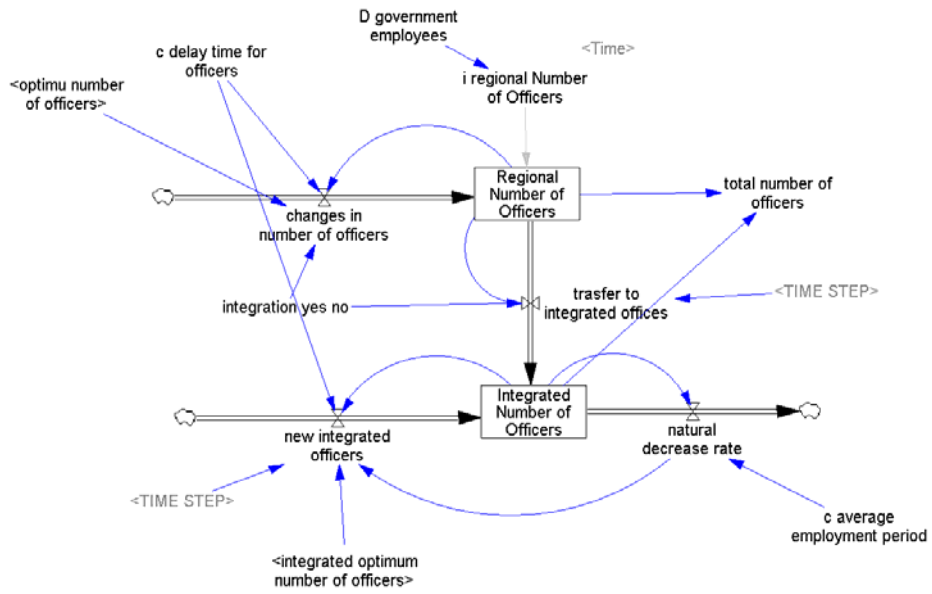 D government
employees
<Time>
c delay time for
officers
<optimu number
of officers>
i regional Number
of Officers
Regional
Number of
Officers
total number of
officers
changes in
number of officers
integration yes no
trasfer to
integrated offices
<TIME STEP>
Integrated
Number of
Officers
new integrated
officers
natural
decrease rate
<TIME STEP>
c average
employment period
<integrated optimum
number of officers>